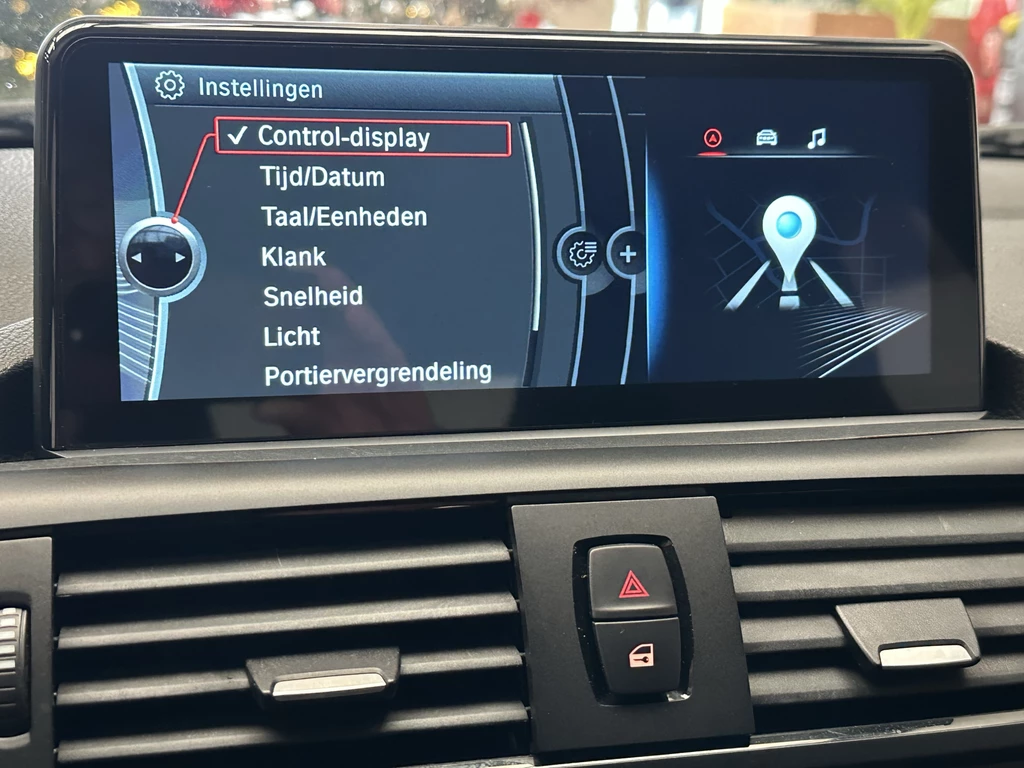 Instellingen
Control-display
Tijd/Datum
Taal/Eenheden
Klank
Snelheid
Licht
Portiervergrendeling